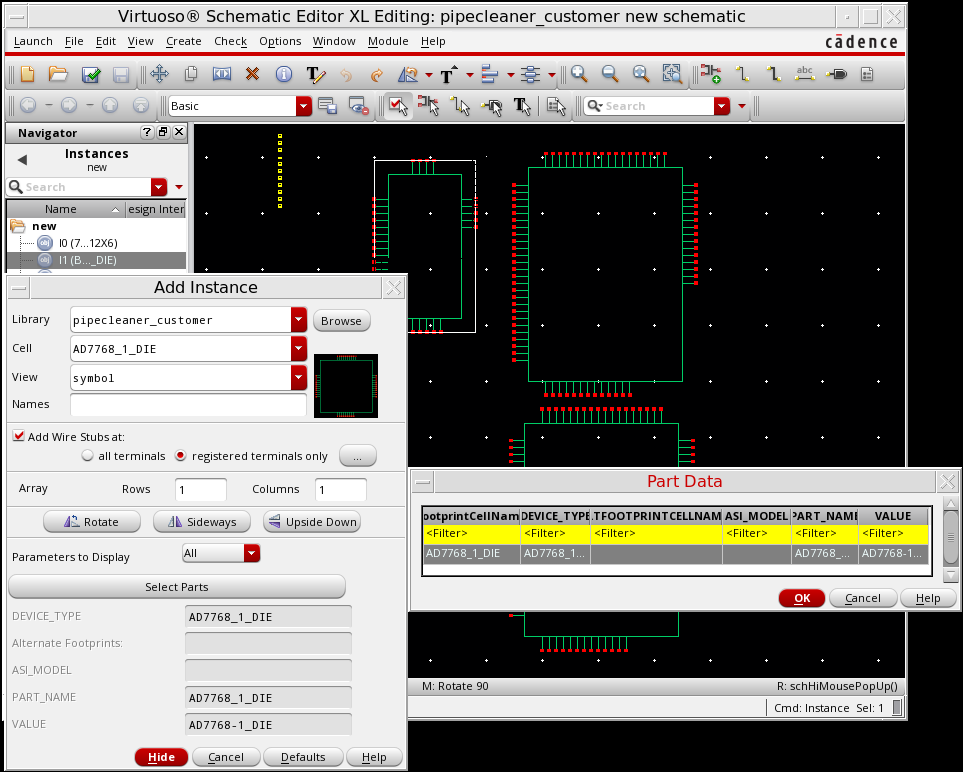 Virtuoso® Schematic Editor XL Editing: pipecleaner_customer new schematic
Launch File Edit View Create Check Options Window Module Help
cādence
abc
Basic
Search
Navigator
Instances
new
Search
Name esign Inter
new
obj I0 (7...12X6)
obj I1 (B..._DIE)
Add Instance
Library pipecleaner_customer Browse
Cell AD7768_1_DIE
View symbol
Names
Add Wire Stubs at:
all terminals registered terminals only ...
Array Rows 1 Columns 1
Rotate Sideways Upside Down
Parameters to Display All
Select Parts
DEVICE_TYPE AD7768_1_DIE
Alternate Footprints:
ASI_MODEL
PART_NAME AD7768_1_DIE
VALUE AD7768-1_DIE
Hide Cancel Defaults Help
Part Data
ootprintCellNam DEVICE_TYPE .TFOOTPRINTCELLNAM ASI_MODEL PART_NAME VALUE
<Filter> <Filter> <Filter> <Filter> <Filter> <Filter>
AD7768_1_DIE AD7768_1... AD7768_... AD7768-1...
OK Cancel Help
M: Rotate 90 R: schHiMousePopUp()
Cmd: Instance Sel: 1